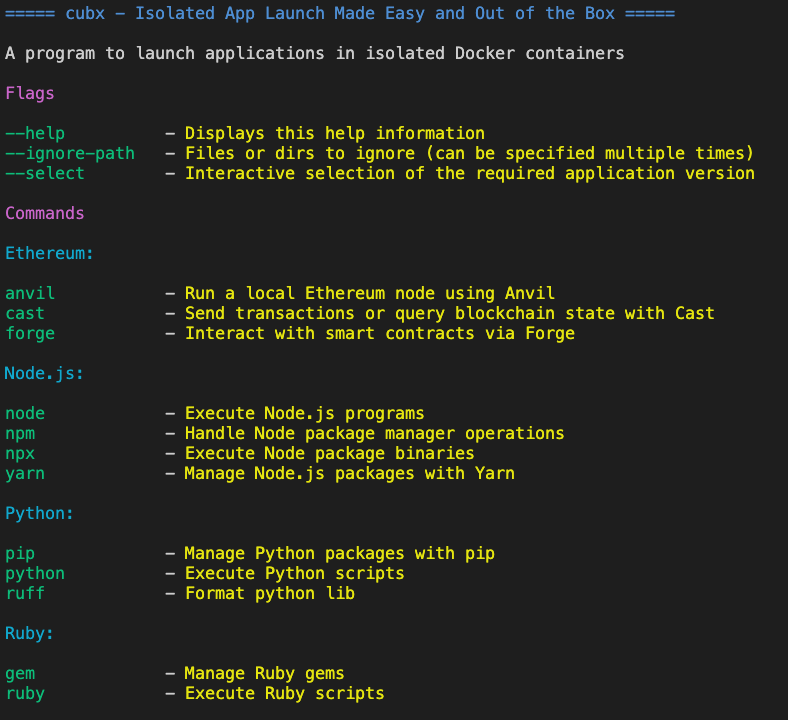 ===== cubx – Isolated App Launch Made Easy and Out of the Box =====
A program to launch applications in isolated Docker containers
Flags
--help – Displays this help information
--ignore-path – Files or dirs to ignore (can be specified multiple times)
--select – Interactive selection of the required application version
Commands
Ethereum:
anvil – Run a local Ethereum node using Anvil
cast – Send transactions or query blockchain state with Cast
forge – Interact with smart contracts via Forge
Node.js:
node – Execute Node.js programs
npm – Handle Node package manager operations
npx – Execute Node package binaries
yarn – Manage Node.js packages with Yarn
Python:
pip – Manage Python packages with pip
python – Execute Python scripts
ruff – Format python lib
Ruby:
gem – Manage Ruby gems
ruby – Execute Ruby scripts